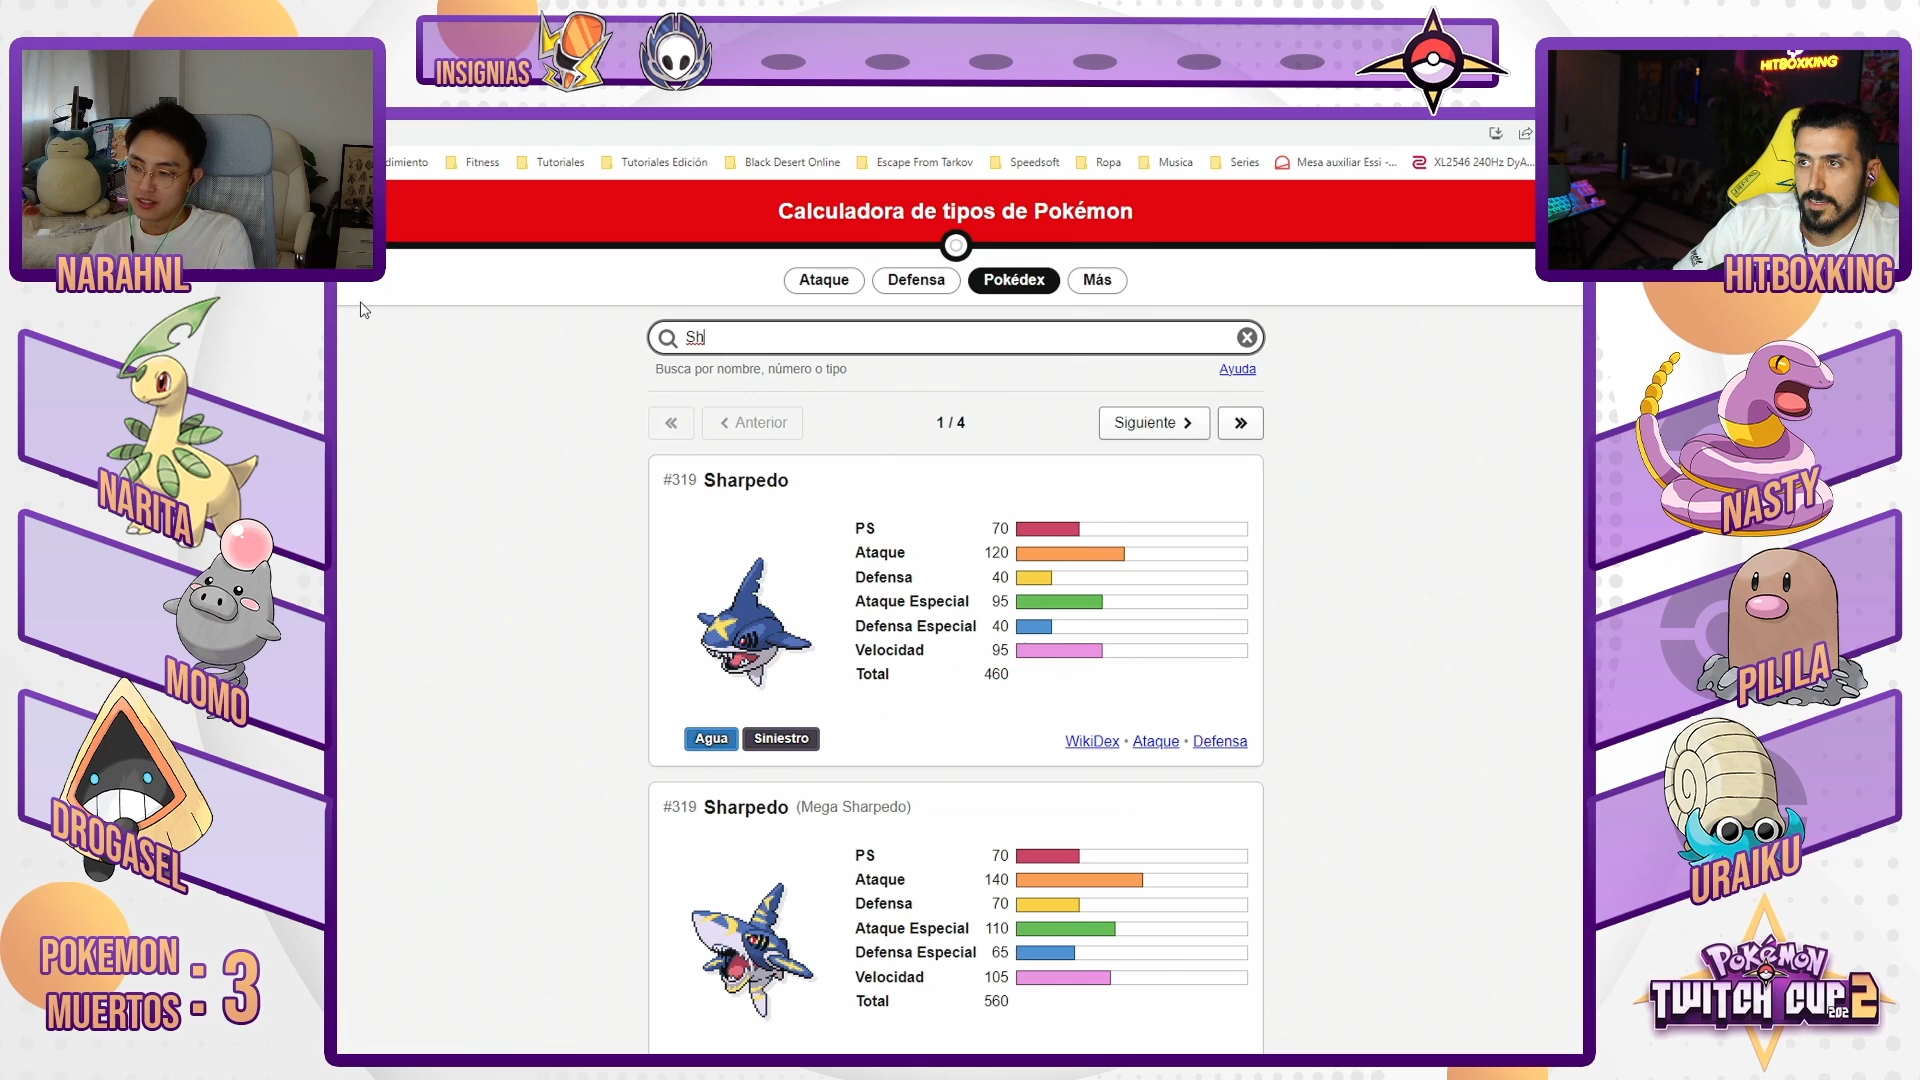 INSIGNIAS
HITBOXKING
NARAHNL
HITBOXKING
dimiento Fitness Tutoriales Tutoriales Edición Black Desert Online Escape From Tarkov Speedsoft Ropa Musica Series Mesa auxiliar Essi -... XL2546 240Hz DyA...
Calculadora de tipos de Pokémon
Ataque Defensa Pokédex Más
Sh
Busca por nombre, número o tipo Ayuda
« Anterior 1 / 4 Siguiente »
#319 Sharpedo
PS 70
Ataque 120
Defensa 40
Ataque Especial 95
Defensa Especial 40
Velocidad 95
Total 460
Agua Siniestro WikiDex • Ataque • Defensa
#319 Sharpedo (Mega Sharpedo)
PS 70
Ataque 140
Defensa 70
Ataque Especial 110
Defensa Especial 65
Velocidad 105
Total 560
NARITA
MOMO
DROGASEL
POKEMON
MUERTOS : 3
NASTY
PILILA
URAIKU
POKéMON
TWITCH CUP 2
202